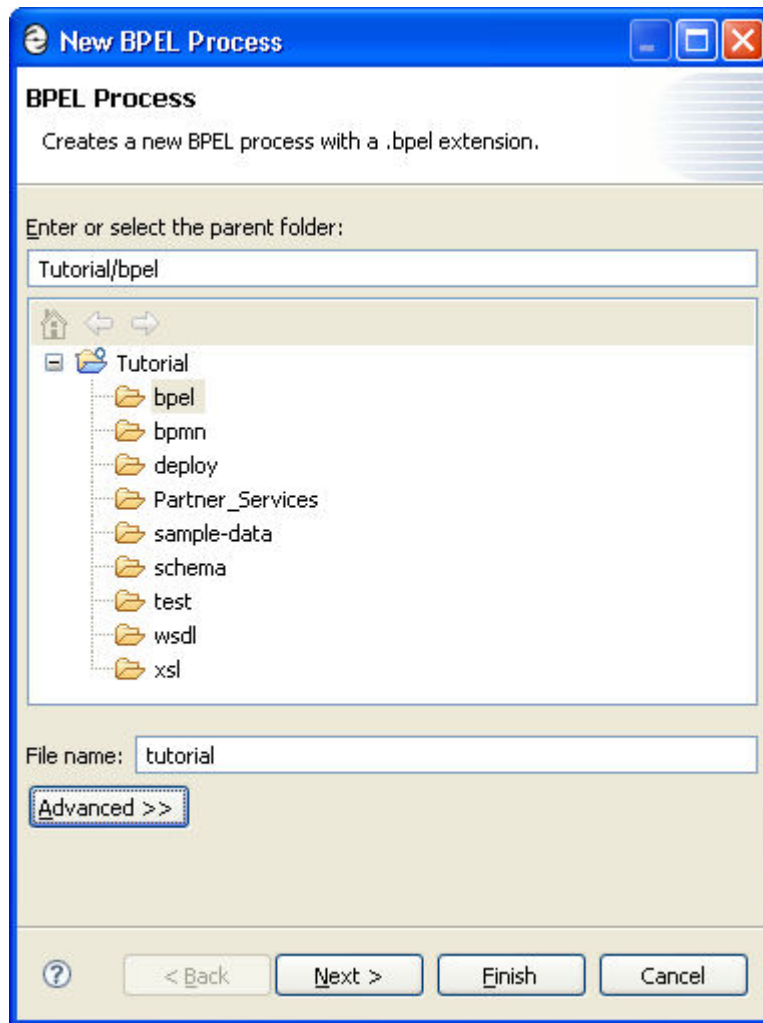 New BPEL Process
BPEL Process
Creates a new BPEL process with a .bpel extension.
Enter or select the parent folder:
Tutorial/bpel
Tutorial
bpel
bpmn
deploy
Partner_Services
sample-data
schema
test
wsdl
xsl
File name: tutorial
Advanced >>
? < Back Next > Finish Cancel